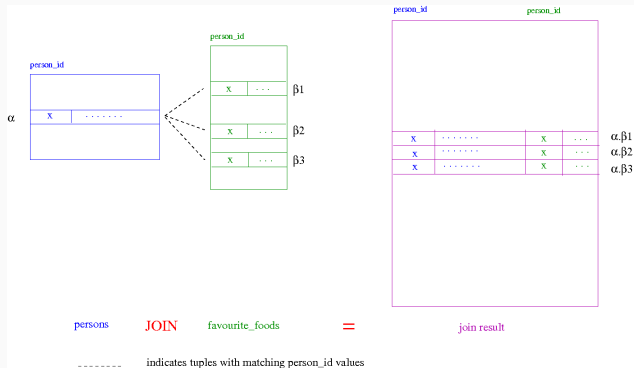 person_id person_id
person_id
person_id
x ... β1
α x ....... x ....... x ... α.β1
x ... β2 x ....... x ... α.β2
x ... β3 x ....... x ... α.β3
persons JOIN favourite_foods = join result
indicates tuples with matching person_id values